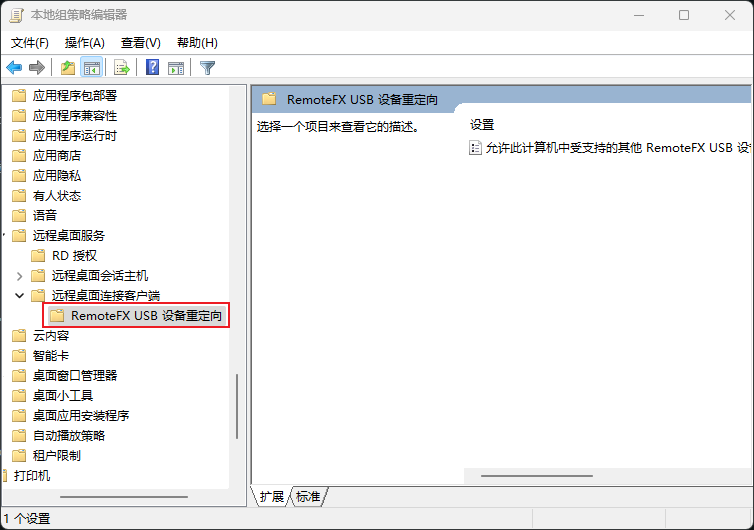 本地组策略编辑器
文件(F) 操作(A) 查看(V) 帮助(H)
应用程序包部署
应用程序兼容性
应用程序运行时
应用商店
应用隐私
有人状态
语音
远程桌面服务
RD 授权
远程桌面会话主机
远程桌面连接客户端
RemoteFX USB 设备重定向
云内容
智能卡
桌面窗口管理器
桌面小工具
桌面应用安装程序
自动播放策略
租户限制
打印机
RemoteFX USB 设备重定向
选择一个项目来查看它的描述。
设置
允许此计算机中受支持的其他 RemoteFX USB 设
扩展 标准
1 个设置